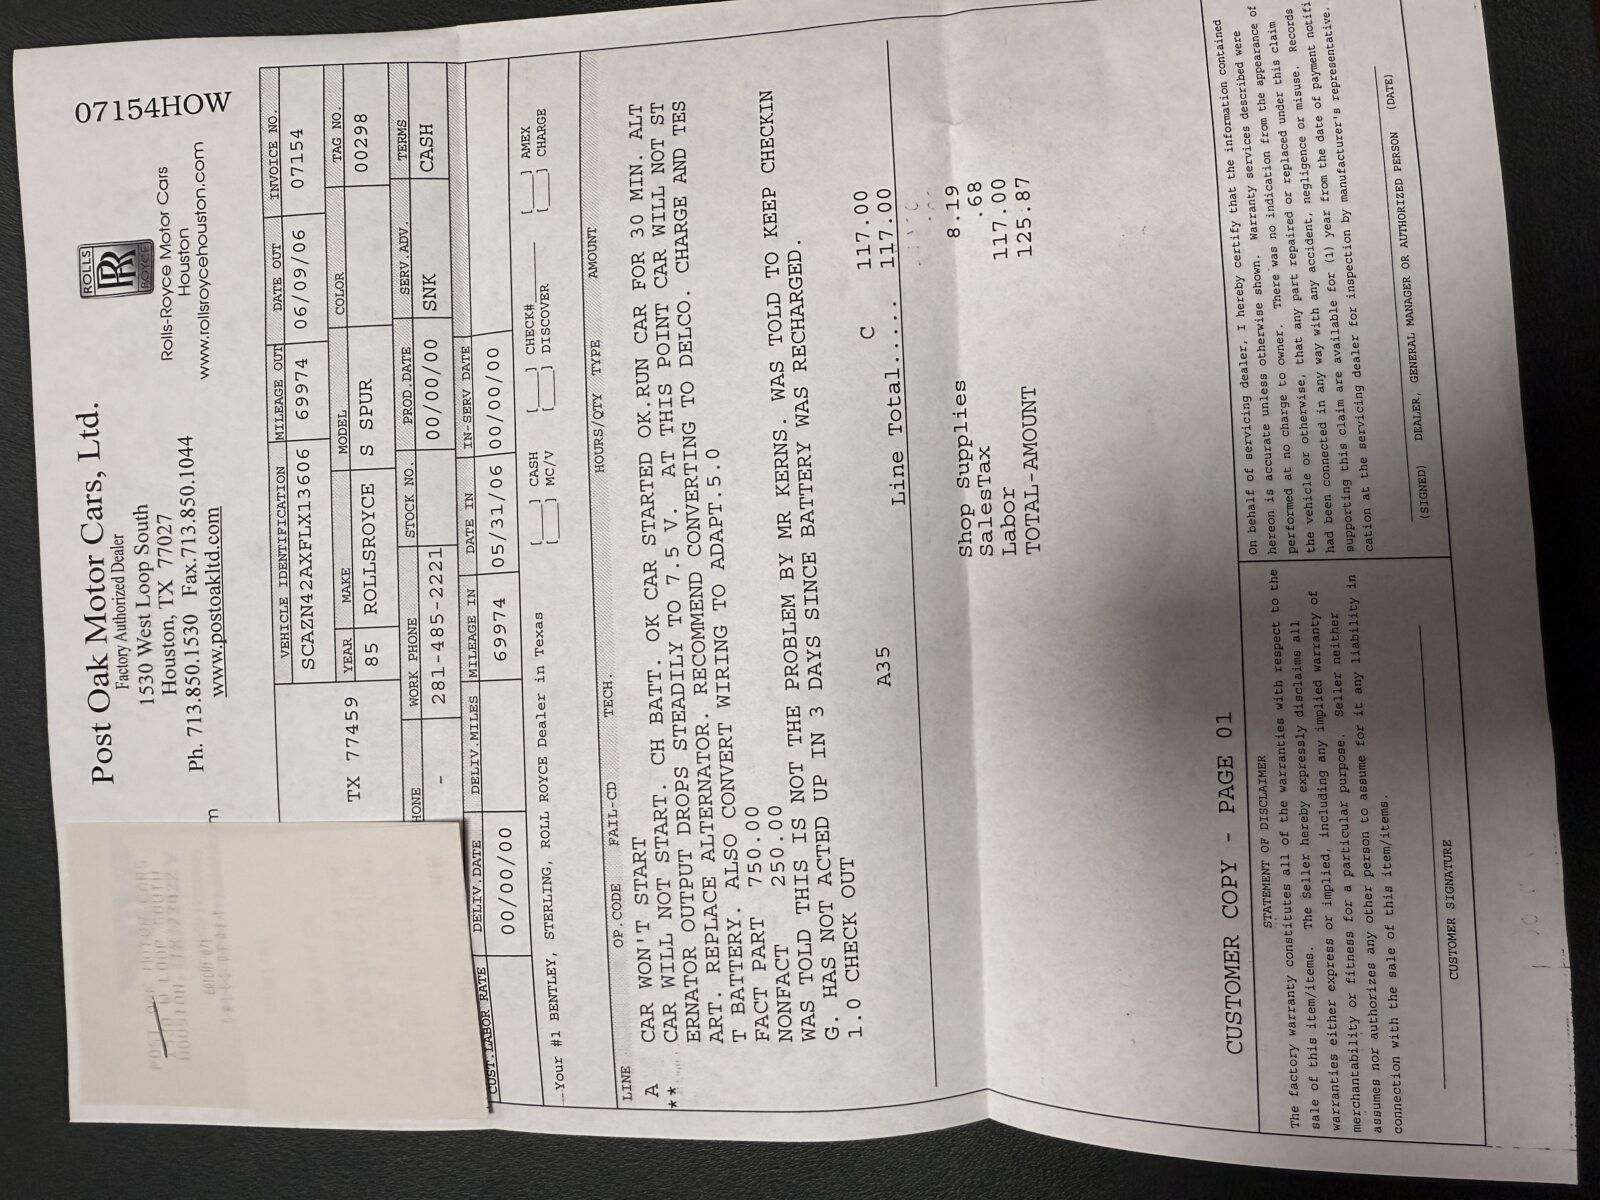 07154HOW
Post Oak Motor Cars, Ltd.
Factory Authorized Dealer
1530 West Loop South
Houston, TX 77027
Ph. 713.850.1530 Fax.713.850.1044
www.postoakltd.com
ROLLS
RR
ROYCE
Rolls-Royce Motor Cars
Houston
www.rollsroycehouston.com
m
VEHICLE IDENTIFICATION MILEAGE OUT DATE OUT INVOICE NO.
SCAZN42AXFLX13606 69974 06/09/06 07154
YEAR MAKE MODEL COLOR TAG NO.
TX 77459 85 ROLLSROYCE S SPUR 00298
HONE WORK PHONE STOCK NO. PROD.DATE SERV.ADV. TERMS
- 281-485-2221 00/00/00 SNK CASH
CUST.LABOR RATE DELIV.DATE DELIV.MILES MILEAGE IN DATE IN IN-SERV DATE
00/00/00 69974 05/31/06 00/00/00
Your #1 BENTLEY, STERLING, ROLL ROYCE Dealer in Texas
[___] CASH [___] CHECK# ________ [___] AMEX
[___] MC/V [___] DISCOVER [___] CHARGE
LINE OP.CODE FAIL-CD TECH. HOURS/QTY TYPE AMOUNT
A CAR WON'T START
** CAR WILL NOT START. CH BATT. OK CAR STARTED OK.RUN CAR FOR 30 MIN. ALT
ERNATOR OUTPUT DROPS STEADILY TO 7.5 V. AT THIS POINT CAR WILL NOT ST
ART. REPLACE ALTERNATOR. RECOMMEND CONVERTING TO DELCO. CHARGE AND TES
T BATTERY. ALSO CONVERT WIRING TO ADAPT.5.0
FACT PART 750.00
NONFACT 250.00
WAS TOLD THIS IS NOT THE PROBLEM BY MR KERNS. WAS TOLD TO KEEP CHECKIN
G. HAS NOT ACTED UP IN 3 DAYS SINCE BATTERY WAS RECHARGED.
1.0 CHECK OUT
A35 C 117.00
Line Total..... 117.00
Shop Supplies 8.19
SalesTax .68
Labor 117.00
TOTAL-AMOUNT 125.87
CUSTOMER COPY - PAGE 01
STATEMENT OF DISCLAIMER
The factory warranty constitutes all of the warranties with respect to the
sale of this item/items. The Seller hereby expressly disclaims all
warranties either express or implied, including any implied warranty of
merchantability or fitness for a particular purpose. Seller neither
assumes nor authorizes any other person to assume for it any liability in
connection with the sale of this item/items.
CUSTOMER SIGNATURE
On behalf of servicing dealer, I hereby certify that the information contained
hereon is accurate unless otherwise shown. Warranty services described were
performed at no charge to owner. There was no indication from the appearance of
the vehicle or otherwise, that any part repaired or replaced under this claim
had been connected in any way with any accident, negligence or misuse. Records
supporting this claim are available for (1) year from the date of payment notifi
cation at the servicing dealer for inspection by manufacturer's representative.
(SIGNED) DEALER, GENERAL MANAGER OR AUTHORIZED PERSON (DATE)